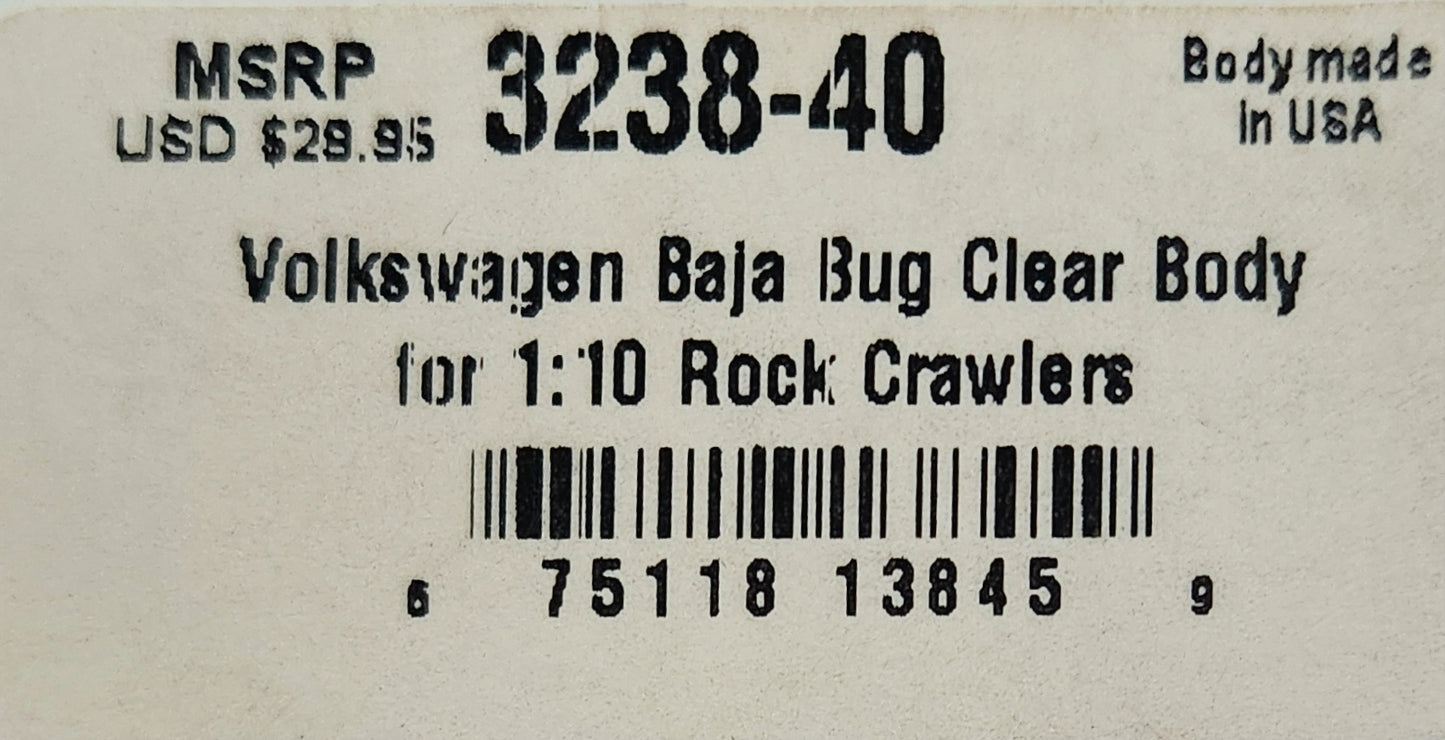 MSRP
USD $29.95
3238-40
Body made
in USA
Volkswagen Baja Bug Clear Body
for 1:10 Rock Crawlers
6 75118 13845 9